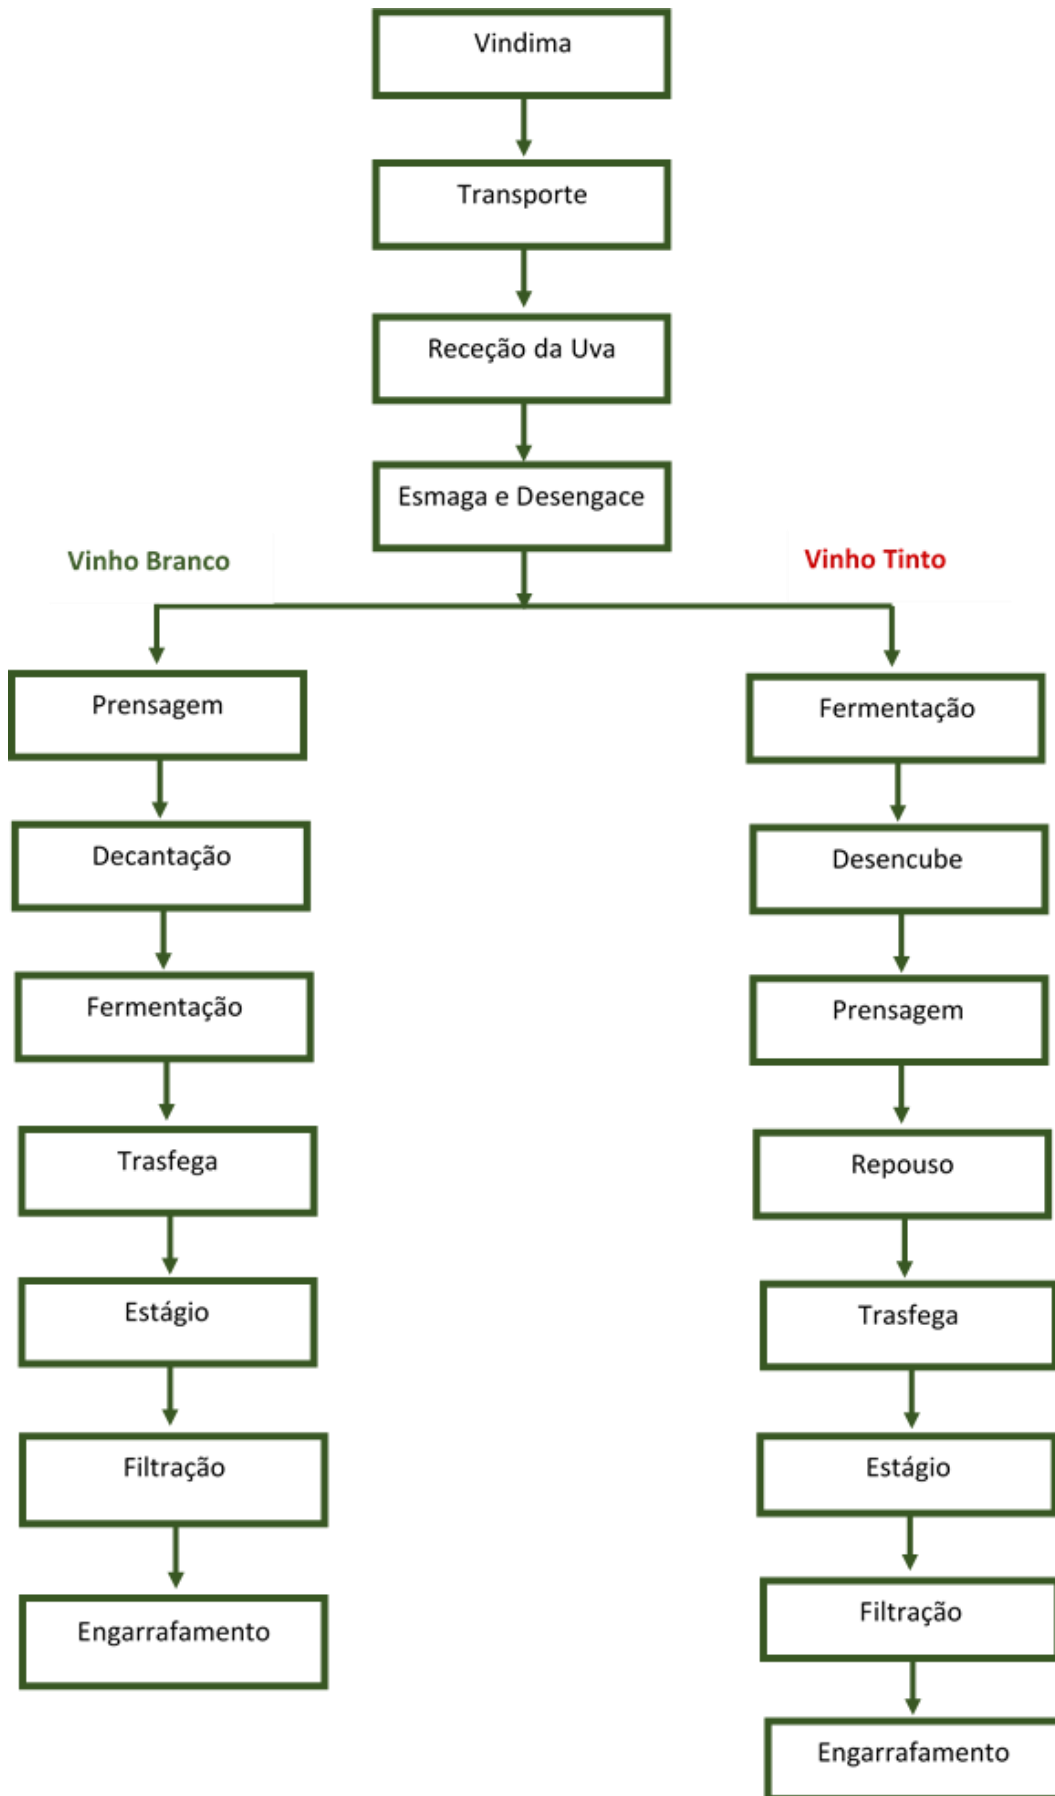 Vindima
Transporte
Receção da Uva
Esmaga e Desengace
Vinho Branco
Vinho Tinto
Prensagem
Decantação
Fermentação
Trasfega
Estágio
Filtração
Engarrafamento
Fermentação
Desencube
Prensagem
Repouso
Trasfega
Estágio
Filtração
Engarrafamento